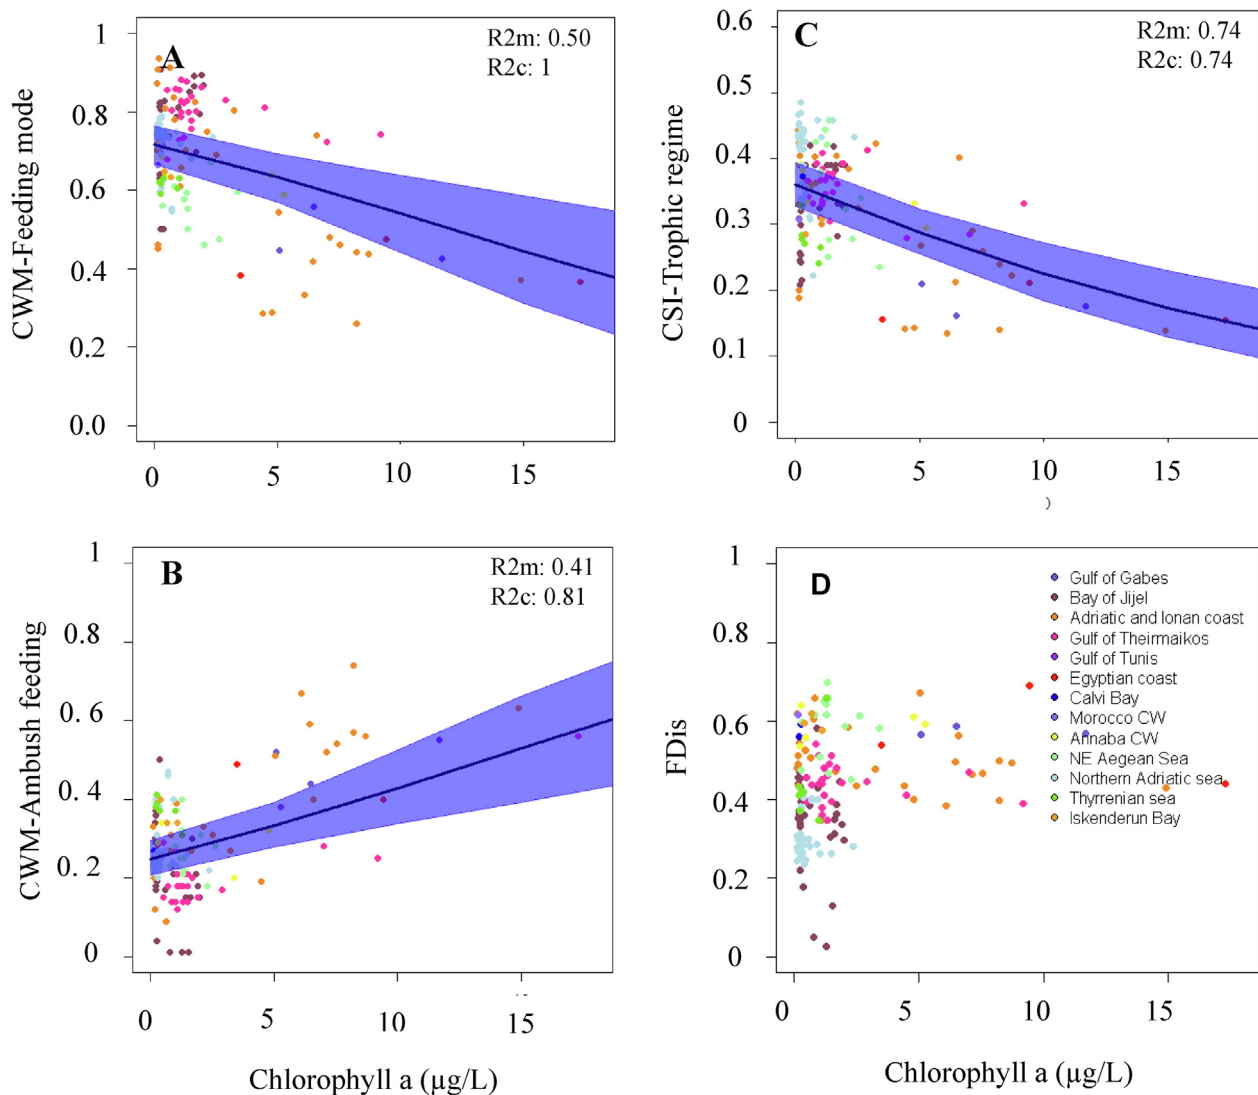 A
R2m: 0.50
R2c: 1
CWM-Feeding mode
1
0.8
0.6
0.4
0.2
0.0
0 5 10 15
C
R2m: 0.74
R2c: 0.74
CSI-Trophic regime
0.6
0.5
0.4
0.3
0.2
0.1
0
0 5 10 15
)
B
R2m: 0.41
R2c: 0.81
CWM-Ambush feeding
1
0.8
0.6
0.4
0.2
0
0 5 10 15
Chlorophyll a (µg/L)
D
FDis
1
0.8
0.6
0.4
0.2
0
0 5 10 15
Chlorophyll a (µg/L)
Gulf of Gabes
Bay of Jijel
Adriatic and Ionan coast
Gulf of Theirmaikos
Gulf of Tunis
Egyptian coast
Calvi Bay
Morocco CW
Annaba CW
NE Aegean Sea
Northern Adriatic sea
Thyrrenian sea
Iskenderun Bay